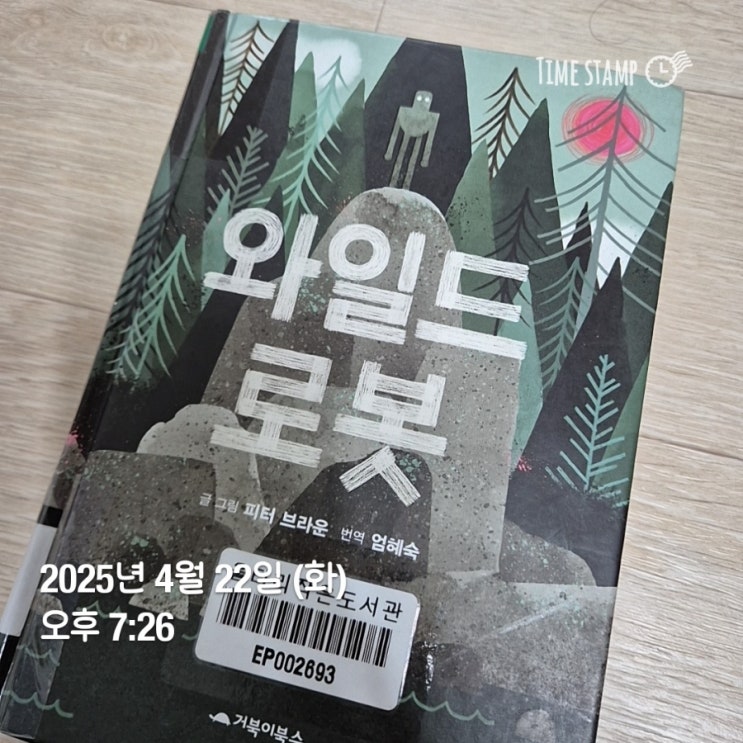 TIME STAMP
와일드
로봇
글 그림 피터 브라운 번역 엄혜숙
2025년 4월 22일 (화)
오후 7:26
도서관
EP002693
거북이북스